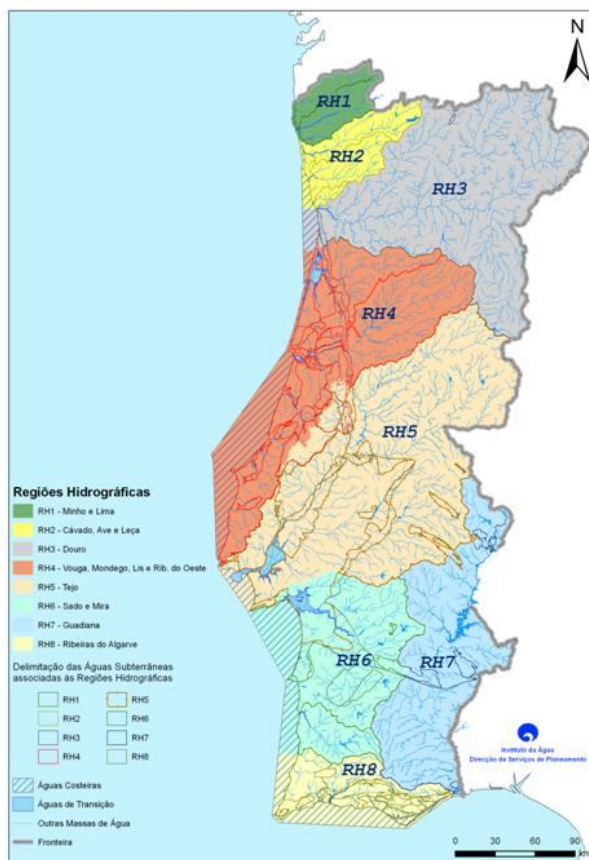 N
RH1
RH2
RH3
RH4
RH5
RH6
RH7
RH8
Regiões Hidrográficas
RH1 - Minho e Lima
RH2 - Cávado, Ave e Leça
RH3 - Douro
RH4 - Vouga, Mondego, Lis e Rib. do Oeste
RH5 - Tejo
RH6 - Sado e Mira
RH7 - Guadiana
RH8 - Ribeiras do Algarve
Delimitação das Águas Subterrâneas
associadas às Regiões Hidrográficas
RH1
RH2
RH3
RH4
RH5
RH6
RH7
RH8
Águas Costeiras
Águas de Transição
Outras Massas de Água
Fronteira
Instituto da Água
Direcção de Serviços de Planeamento
0 30 60 90
km